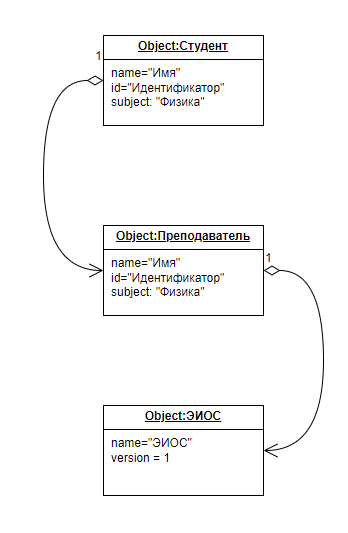 1
Object:Студент
name="Имя"
id="Идентификатор"
subject: "Физика"
Object:Преподаватель
name="Имя"
id="Идентификатор"
subject: "Физика"
1
Object:ЭИОС
name="ЭИОС"
version = 1